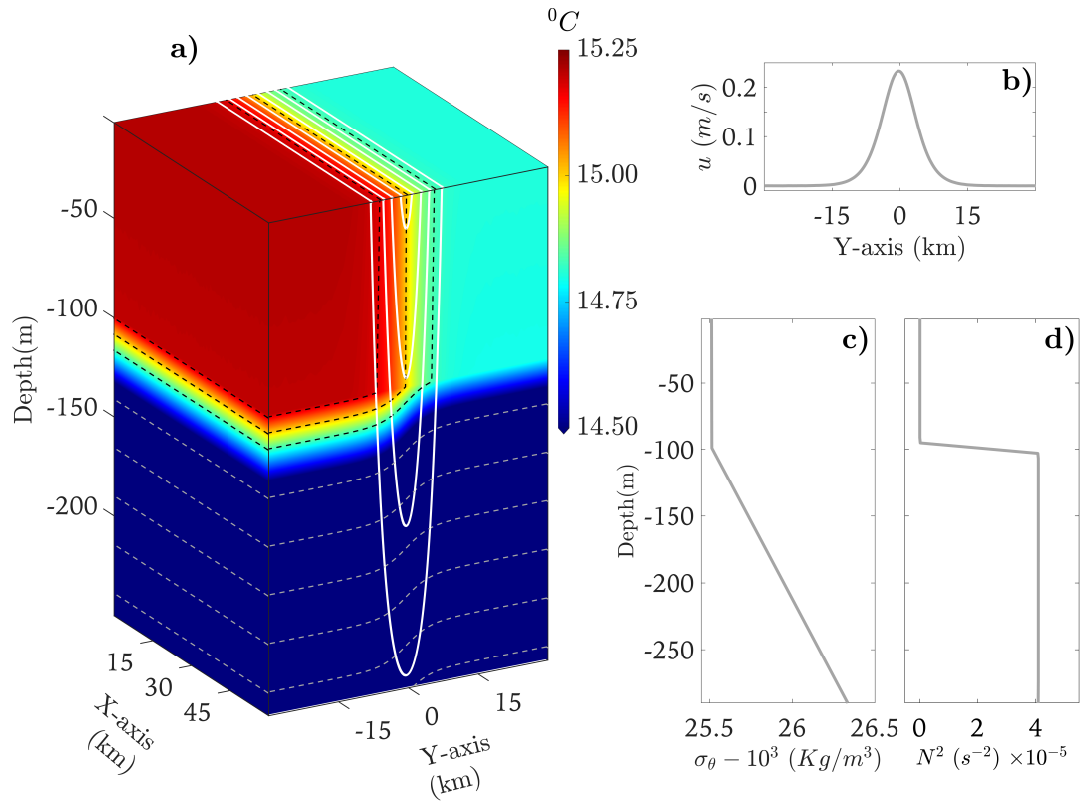 a)
⁰C
15.25
15.00
14.75
14.50
-50
-100
-150
-200
Depth(m)
15
30
45
X-axis
(km)
-15
0
15
Y-axis
(km)
b)
0.2
0.1
0
u (m/s)
-15 0 15
Y-axis (km)
c)
-50
-100
-150
-200
-250
Depth(m)
25.5 26 26.5
σθ − 10³ (Kg/m³)
d)
0 2 4
N² (s⁻²) ×10⁻⁵